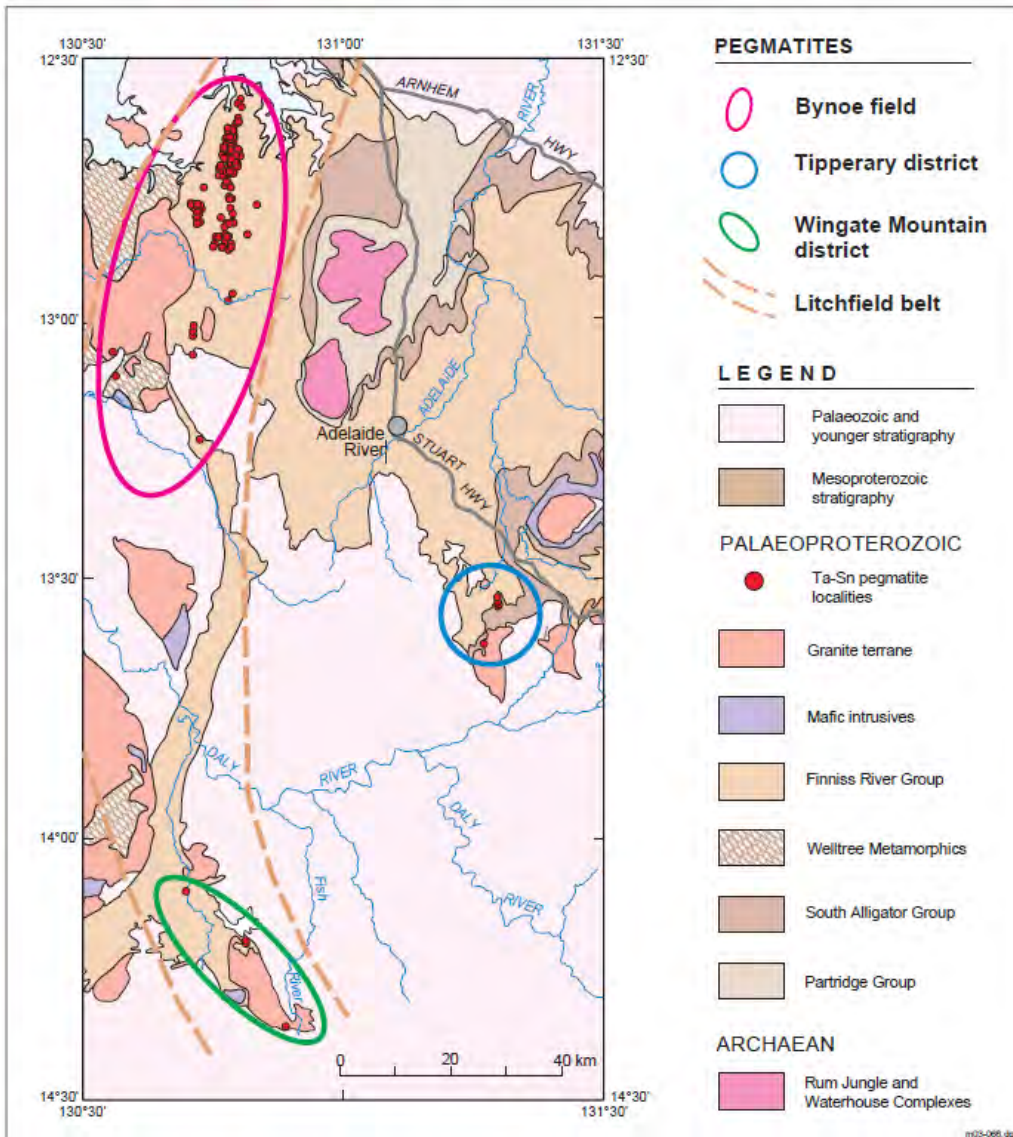 130°30'
131°00'
131°30'
12°30'
12°30'
ARNHEM
HWY
RIVER
13°00'
ADELAIDE
Adelaide
River
STUART
HWY
13°30'
13°30'
DALY
RIVER
DALY
RIVER
14°00'
14°00'
Fish
River
0 20 40 km
14°30'
14°30'
130°30'
131°00'
131°30'
PEGMATITES
Bynoe field
Tipperary district
Wingate Mountain
district
Litchfield belt
LEGEND
Palaeozoic and
younger stratigraphy
Mesoproterozoic
stratigraphy
PALAEOPROTEROZOIC
Ta-Sn pegmatite
localities
Granite terrane
Mafic intrusives
Finniss River Group
Welltree Metamorphics
South Alligator Group
Partridge Group
ARCHAEAN
Rum Jungle and
Waterhouse Complexes